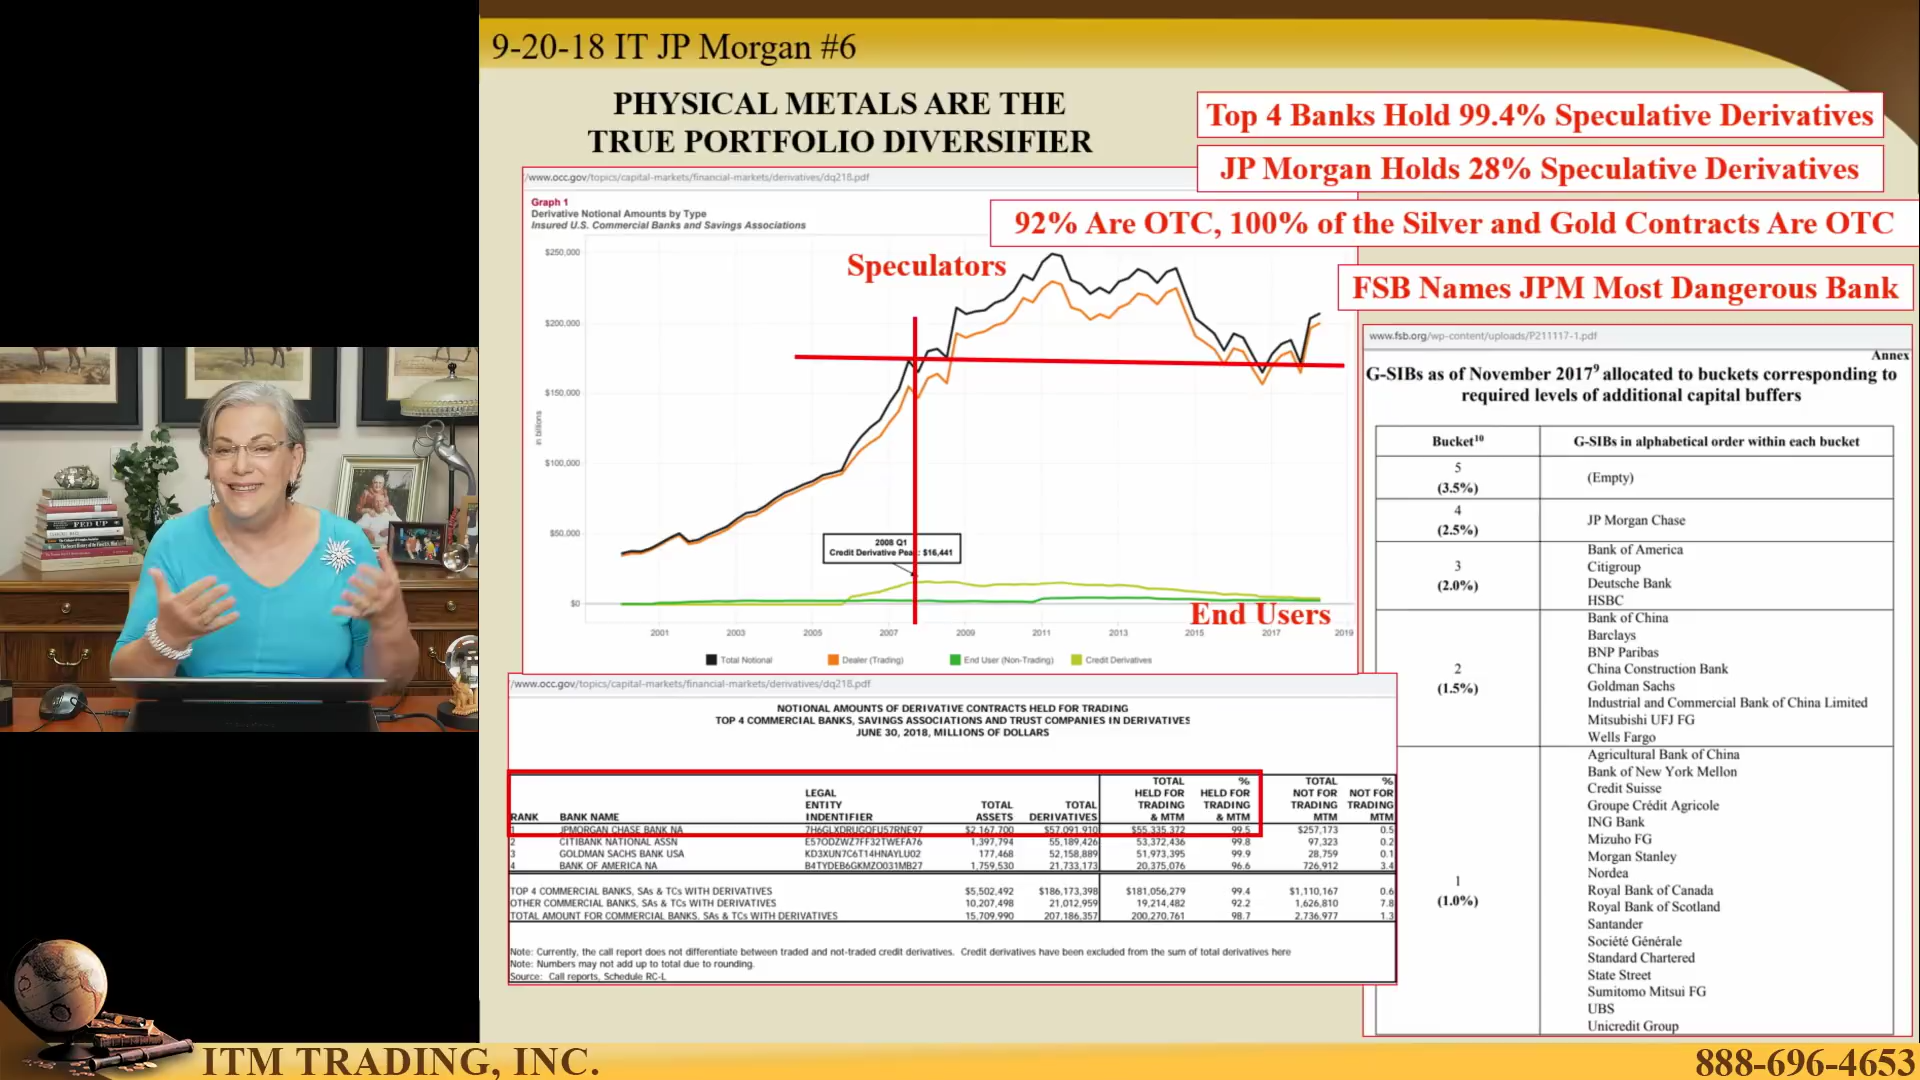 9-20-18 IT JP Morgan #6
PHYSICAL METALS ARE THE
TRUE PORTFOLIO DIVERSIFIER
Top 4 Banks Hold 99.4% Speculative Derivatives
JP Morgan Holds 28% Speculative Derivatives
92% Are OTC, 100% of the Silver and Gold Contracts Are OTC
FSB Names JPM Most Dangerous Bank
/www.occ.gov/topics/capital-markets/financial-markets/derivatives/dq218.pdf
Graph 1
Derivative Notional Amounts by Type
Insured U.S. Commercial Banks and Savings Associations
Speculators
$250,000
$200,000
$150,000
$100,000
$50,000
$0
in billions
2008 Q1
Credit Derivative Pea : $16,441
End Users
2001 2003 2005 2007 2009 2011 2013 2015 2017 2019
Total Notional Dealer (Trading) End User (Non-Trading) Credit Derivatives
/www.occ.gov/topics/capital-markets/financial-markets/derivatives/dq218.pdf
NOTIONAL AMOUNTS OF DERIVATIVE CONTRACTS HELD FOR TRADING
TOP 4 COMMERCIAL BANKS, SAVINGS ASSOCIATIONS AND TRUST COMPANIES IN DERIVATIVES
JUNE 30, 2018, MILLIONS OF DOLLARS
TOTAL % TOTAL %
LEGAL HELD FOR HELD FOR NOT FOR NOT FOR
ENTITY TOTAL TOTAL TRADING TRADING TRADING TRADING
RANK BANK NAME INDENTIFIER ASSETS DERIVATIVES & MTM & MTM MTM MTM
1 JPMORGAN CHASE BANK NA 7H6GLXDRUGQFU57RNE97 $2,167,700 $57,091,910 $55,335,372 99.5 $257,173 0.5
2 CITIBANK NATIONAL ASSN E57ODZWZ7FF32TWEFA76 1,397,794 55,189,426 53,372,436 99.8 97,323 0.2
3 GOLDMAN SACHS BANK USA KD3XUN7C6T14HNAYLU02 177,468 52,158,889 51,973,395 99.9 28,759 0.1
4 BANK OF AMERICA NA B4TYDEB6GKMZO031MB27 1,759,530 21,733,173 20,375,076 96.6 726,912 3.4
TOP 4 COMMERCIAL BANKS, SAs & TCs WITH DERIVATIVES $5,502,492 $186,173,398 $181,056,279 99.4 $1,110,167 0.6
OTHER COMMERCIAL BANKS, SAs & TCs WITH DERIVATIVES 10,207,498 21,012,959 19,214,482 92.2 1,626,810 7.8
TOTAL AMOUNT FOR COMMERCIAL BANKS, SAs & TCs WITH DERIVATIVES 15,709,990 207,186,357 200,270,761 98.7 2,736,977 1.3
Note: Currently, the call report does not differentiate between traded and not-traded credit derivatives. Credit derivatives have been excluded from the sum of total derivatives here
Note: Numbers may not add up to total due to rounding.
Source: Call reports, Schedule RC-L
www.fsb.org/wp-content/uploads/P211117-1.pdf
Annex
G-SIBs as of November 2017⁹ allocated to buckets corresponding to
required levels of additional capital buffers
Bucket¹⁰ G-SIBs in alphabetical order within each bucket
5
(3.5%)
(Empty)
4
(2.5%)
JP Morgan Chase
3
(2.0%)
Bank of America
Citigroup
Deutsche Bank
HSBC
2
(1.5%)
Bank of China
Barclays
BNP Paribas
China Construction Bank
Goldman Sachs
Industrial and Commercial Bank of China Limited
Mitsubishi UFJ FG
Wells Fargo
1
(1.0%)
Agricultural Bank of China
Bank of New York Mellon
Credit Suisse
Groupe Crédit Agricole
ING Bank
Mizuho FG
Morgan Stanley
Nordea
Royal Bank of Canada
Royal Bank of Scotland
Santander
Société Générale
Standard Chartered
State Street
Sumitomo Mitsui FG
UBS
Unicredit Group
FED UP
ITM TRADING, INC.
888-696-4653